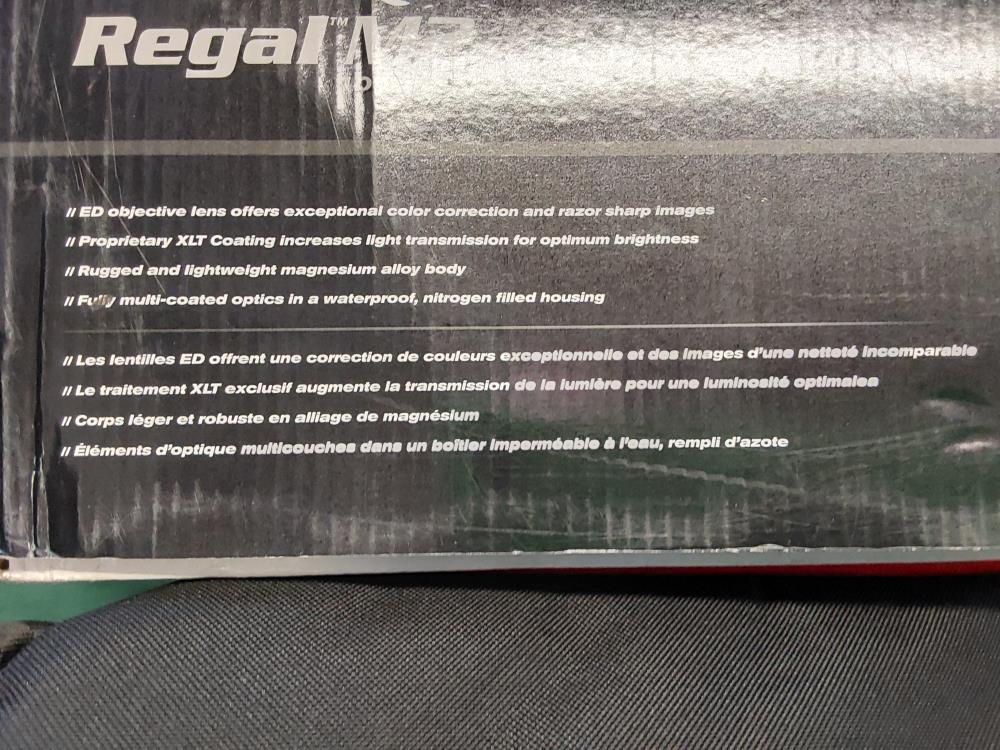 Regal™ M2
// ED objective lens offers exceptional color correction and razor sharp images
// Proprietary XLT Coating increases light transmission for optimum brightness
// Rugged and lightweight magnesium alloy body
// Fully multi-coated optics in a waterproof, nitrogen filled housing
// Les lentilles ED offrent une correction de couleurs exceptionnelle et des images d'une netteté incomparable
// Le traitement XLT exclusif augmente la transmission de la lumière pour une luminosité optimalea
// Corps léger et robuste en alliage de magnésium
// Éléments d'optique multicouches dans un boîtier imperméable à l'eau, rempli d'azote